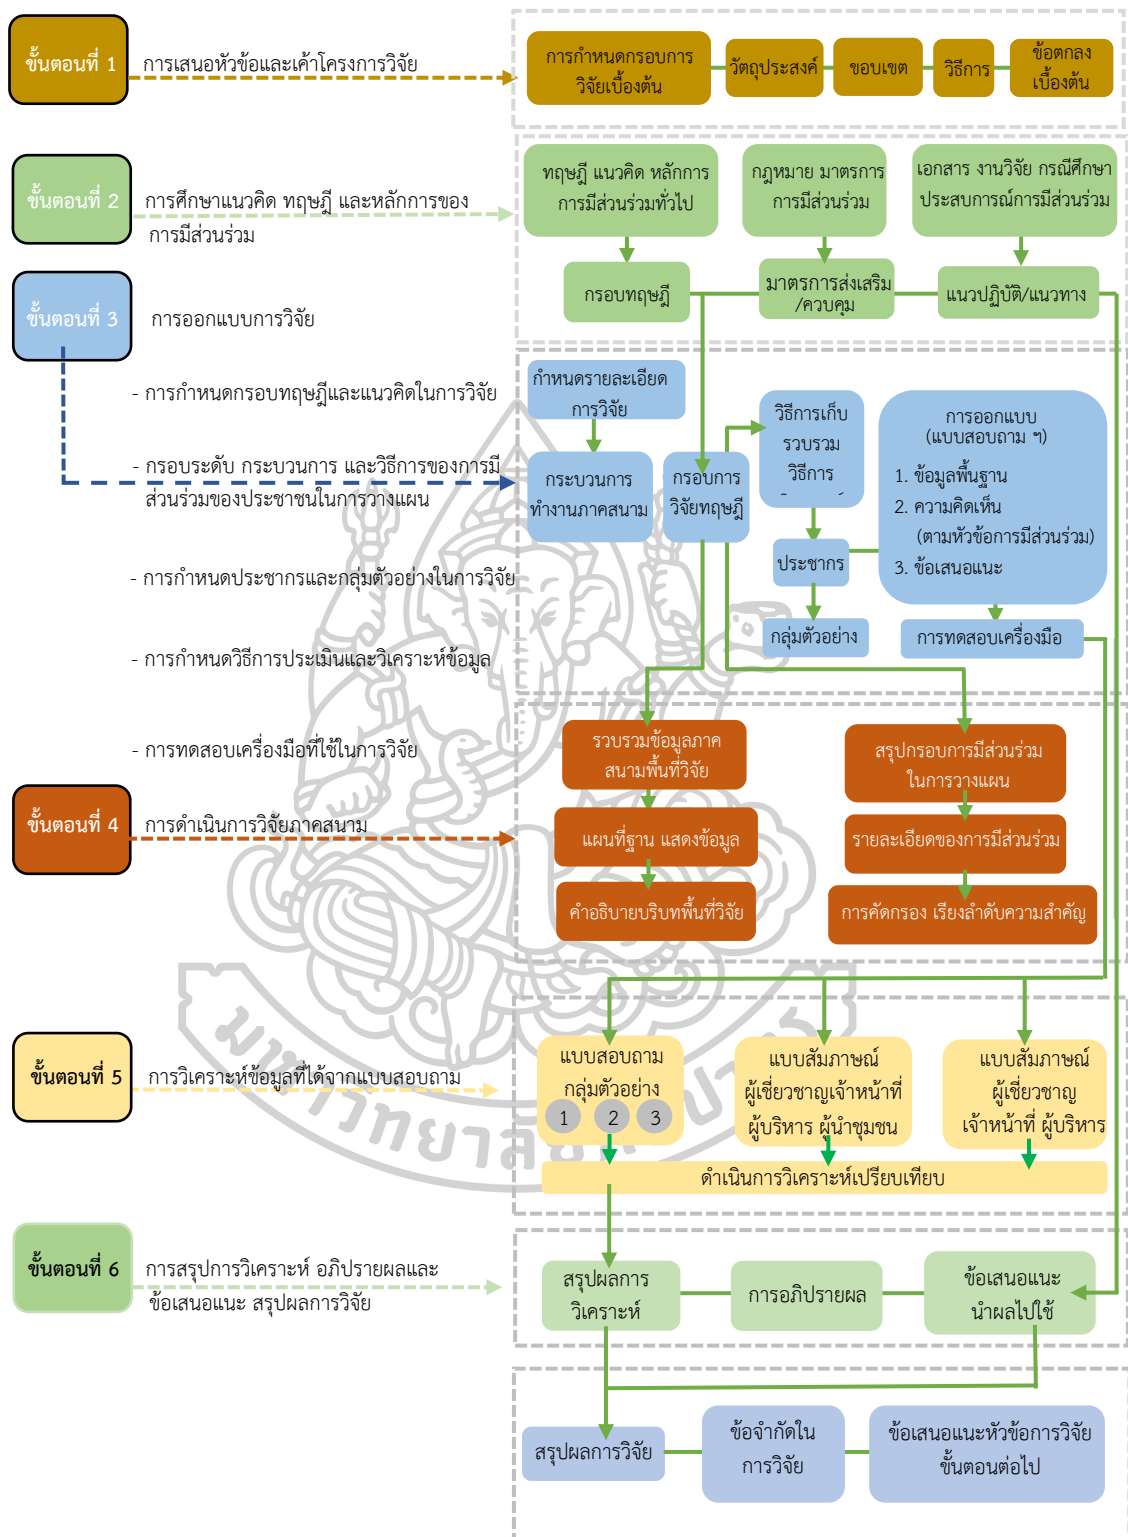 ขั้นตอนที่ 1
การเสนอหัวข้อและเค้าโครงการวิจัย
การกำหนดกรอบการ
วิจัยเบื้องต้น
วัตถุประสงค์
ขอบเขต
วิธีการ
ข้อตกลง
เบื้องต้น
ขั้นตอนที่ 2
การศึกษาแนวคิด ทฤษฎี และหลักการของ
การมีส่วนร่วม
ทฤษฎี แนวคิด หลักการ
การมีส่วนร่วมทั่วไป
กฎหมาย มาตรการ
การมีส่วนร่วม
เอกสาร งานวิจัย กรณีศึกษา
ประสบการณ์การมีส่วนร่วม
กรอบทฤษฎี
มาตรการส่งเสริม
/ควบคุม
แนวปฏิบัติ/แนวทาง
ขั้นตอนที่ 3
การออกแบบการวิจัย
- การกำหนดกรอบทฤษฎีและแนวคิดในการวิจัย
- กรอบระดับ กระบวนการ และวิธีการของการมี
ส่วนร่วมของประชาชนในการวางแผน
- การกำหนดประชากรและกลุ่มตัวอย่างในการวิจัย
- การกำหนดวิธีการประเมินและวิเคราะห์ข้อมูล
- การทดสอบเครื่องมือที่ใช้ในการวิจัย
กำหนดรายละเอียด
การวิจัย
กระบวนการ
ทำงานภาคสนาม
กรอบการ
วิจัยทฤษฎี
วิธีการเก็บ
รวบรวม
วิธีการ
ประชากร
กลุ่มตัวอย่าง
การออกแบบ
(แบบสอบถาม ฯ)
1. ข้อมูลพื้นฐาน
2. ความคิดเห็น
(ตามหัวข้อการมีส่วนร่วม)
3. ข้อเสนอแนะ
การทดสอบเครื่องมือ
ขั้นตอนที่ 4
การดำเนินการวิจัยภาคสนาม
รวบรวมข้อมูลภาค
สนามพื้นที่วิจัย
แผนที่ฐาน แสดงข้อมูล
คำอธิบายบริบทพื้นที่วิจัย
สรุปกรอบการมีส่วนร่วม
ในการวางแผน
รายละเอียดของการมีส่วนร่วม
การคัดกรอง เรียงลำดับความสำคัญ
ขั้นตอนที่ 5
การวิเคราะห์ข้อมูลที่ได้จากแบบสอบถาม
แบบสอบถาม
กลุ่มตัวอย่าง
1 2 3
แบบสัมภาษณ์
ผู้เชี่ยวชาญเจ้าหน้าที่
ผู้บริหาร ผู้นำชุมชน
แบบสัมภาษณ์
ผู้เชี่ยวชาญ
เจ้าหน้าที่ ผู้บริหาร
ดำเนินการวิเคราะห์เปรียบเทียบ
ขั้นตอนที่ 6
การสรุปการวิเคราะห์ อภิปรายผลและ
ข้อเสนอแนะ สรุปผลการวิจัย
สรุปผลการ
วิเคราะห์
การอภิปรายผล
ข้อเสนอแนะ
นำผลไปใช้
สรุปผลการวิจัย
ข้อจำกัดใน
การวิจัย
ข้อเสนอแนะหัวข้อการวิจัย
ขั้นตอนต่อไป